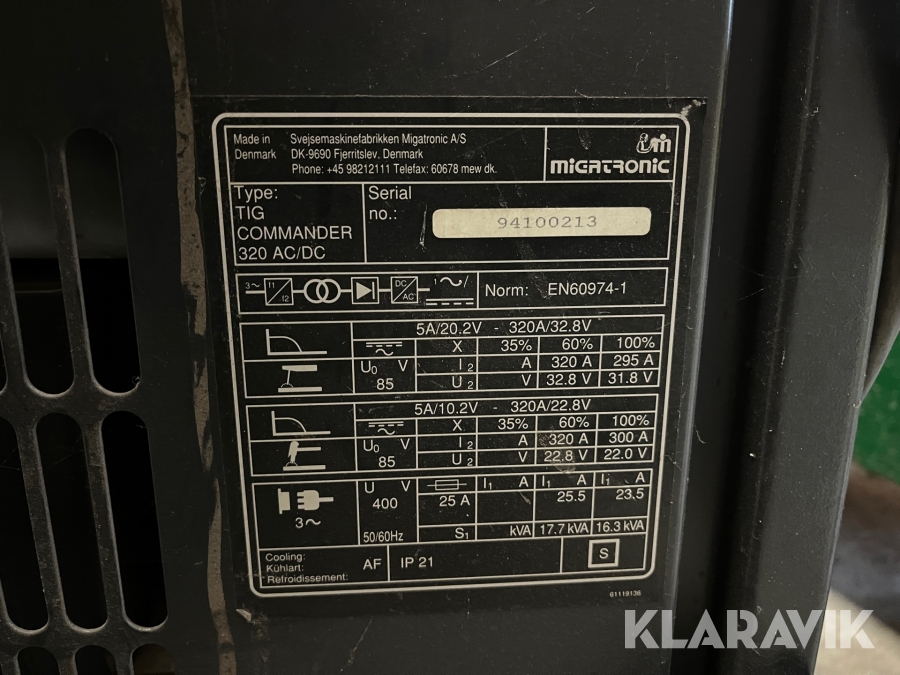 Made in Svejsemaskinefabrikken Migatronic A/S
Denmark DK-9690 Fjerritslev, Denmark
Phone: +45 98212111 Telefax: 60678 mew dk.
MIGATRONIC
Type: Serial
TIG no.: 94100213
COMMANDER
320 AC/DC
3~ f1 f2 DC AC Norm: EN60974-1
5A/20.2V - 320A/32.8V
X 35% 60% 100%
U0 V I2 A 320 A 295 A
85 U2 V 32.8 V 31.8 V
5A/10.2V - 320A/22.8V
X 35% 60% 100%
U0 V I2 A 320 A 300 A
85 U2 V 22.8 V 22.0 V
U V I1 A I1 A I1 A
400 25 A 25.5 23,5
3~
50/60Hz S1 kVA 17.7 kVA 16.3 kVA
Cooling:
Kühlart: AF IP 21 S
Refroidissement:
61119136
KLARAVIK